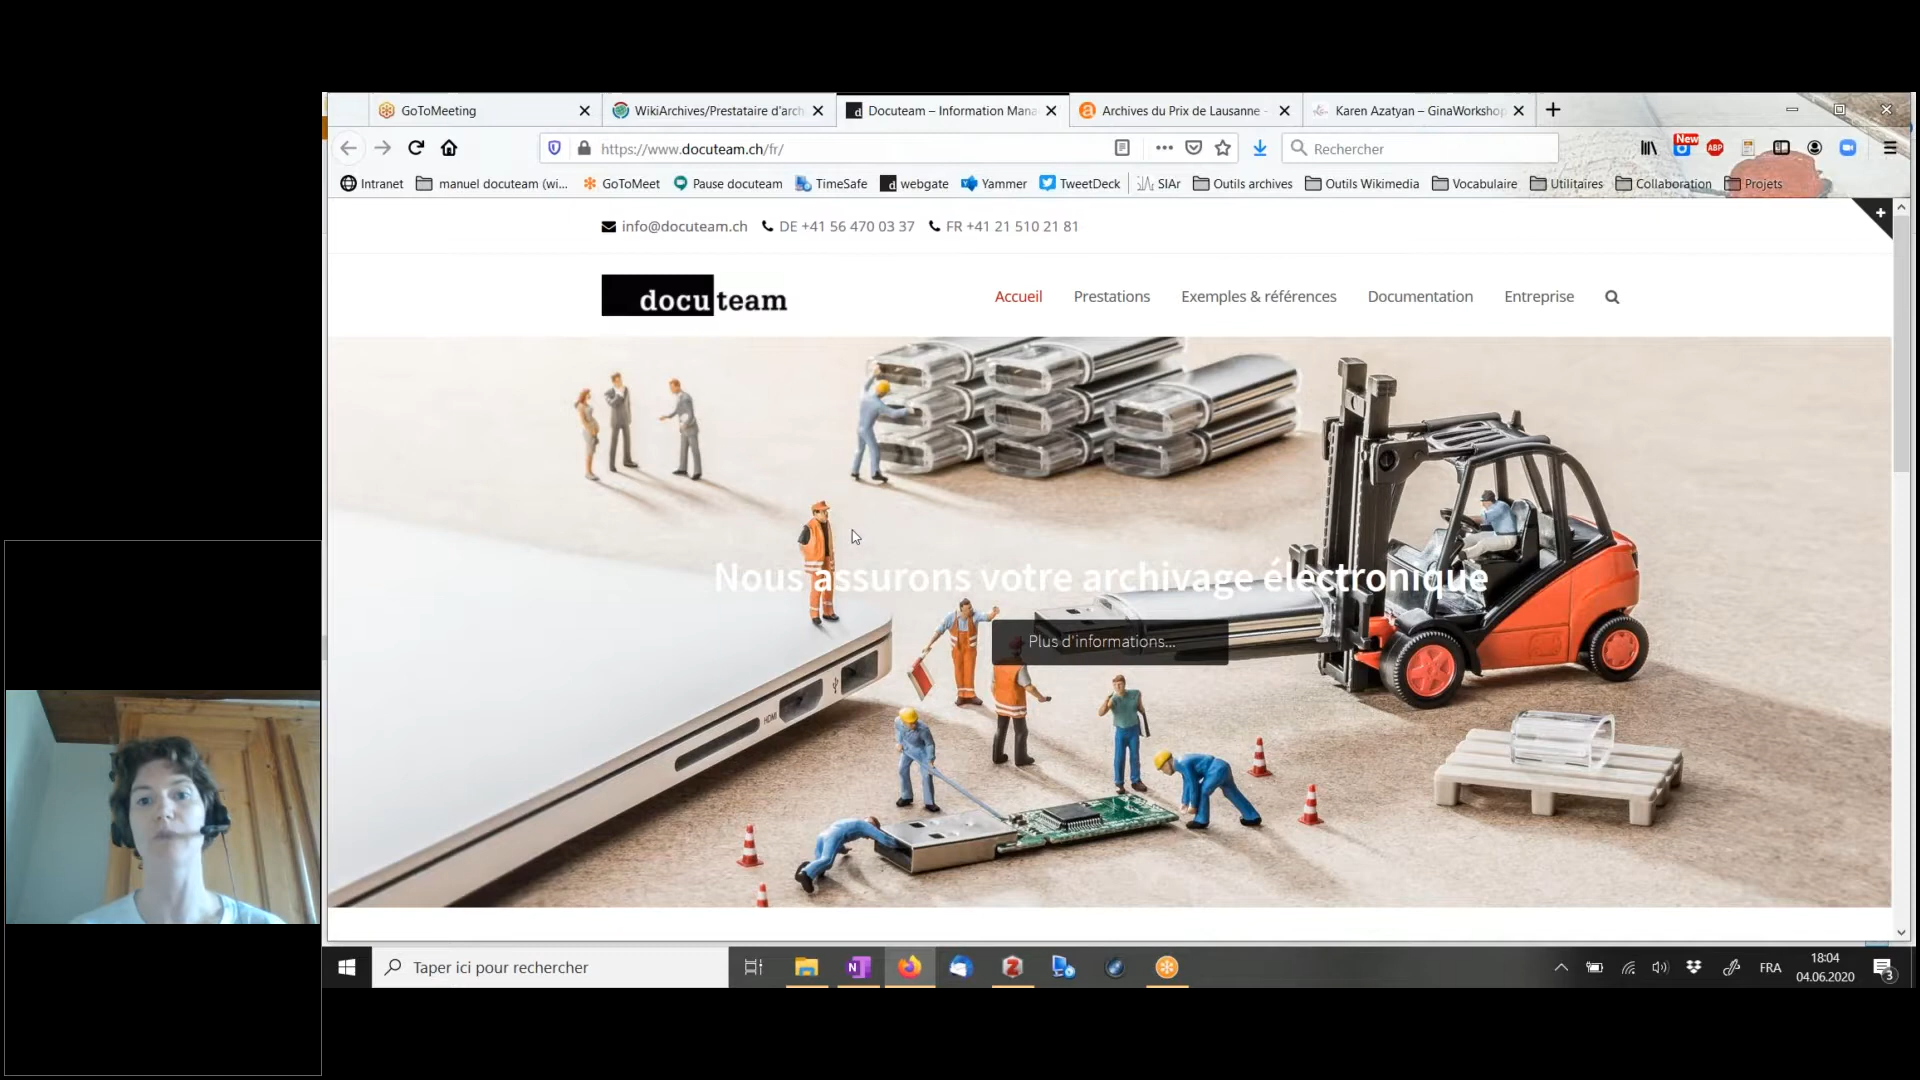 GoToMeeting
WikiArchives/Prestataire d'arch
Docuteam – Information Mana
Archives du Prix de Lausanne -
Karen Azatyan – GinaWorkshop
https://www.docuteam.ch/fr/
Rechercher
New
ABP
Intranet
manuel docuteam (wi...
GoToMeet
Pause docuteam
TimeSafe
webgate
Yammer
TweetDeck
SIAr
Outils archives
Outils Wikimedia
Vocabulaire
Utilitaires
Collaboration
Projets
info@docuteam.ch DE +41 56 470 03 37 FR +41 21 510 21 81
docuteam
Accueil
Prestations
Exemples & références
Documentation
Entreprise
Nous assurons votre archivage électronique
Plus d'informations...
HDMI
Taper ici pour rechercher
FRA
18:04
04.06.2020
3